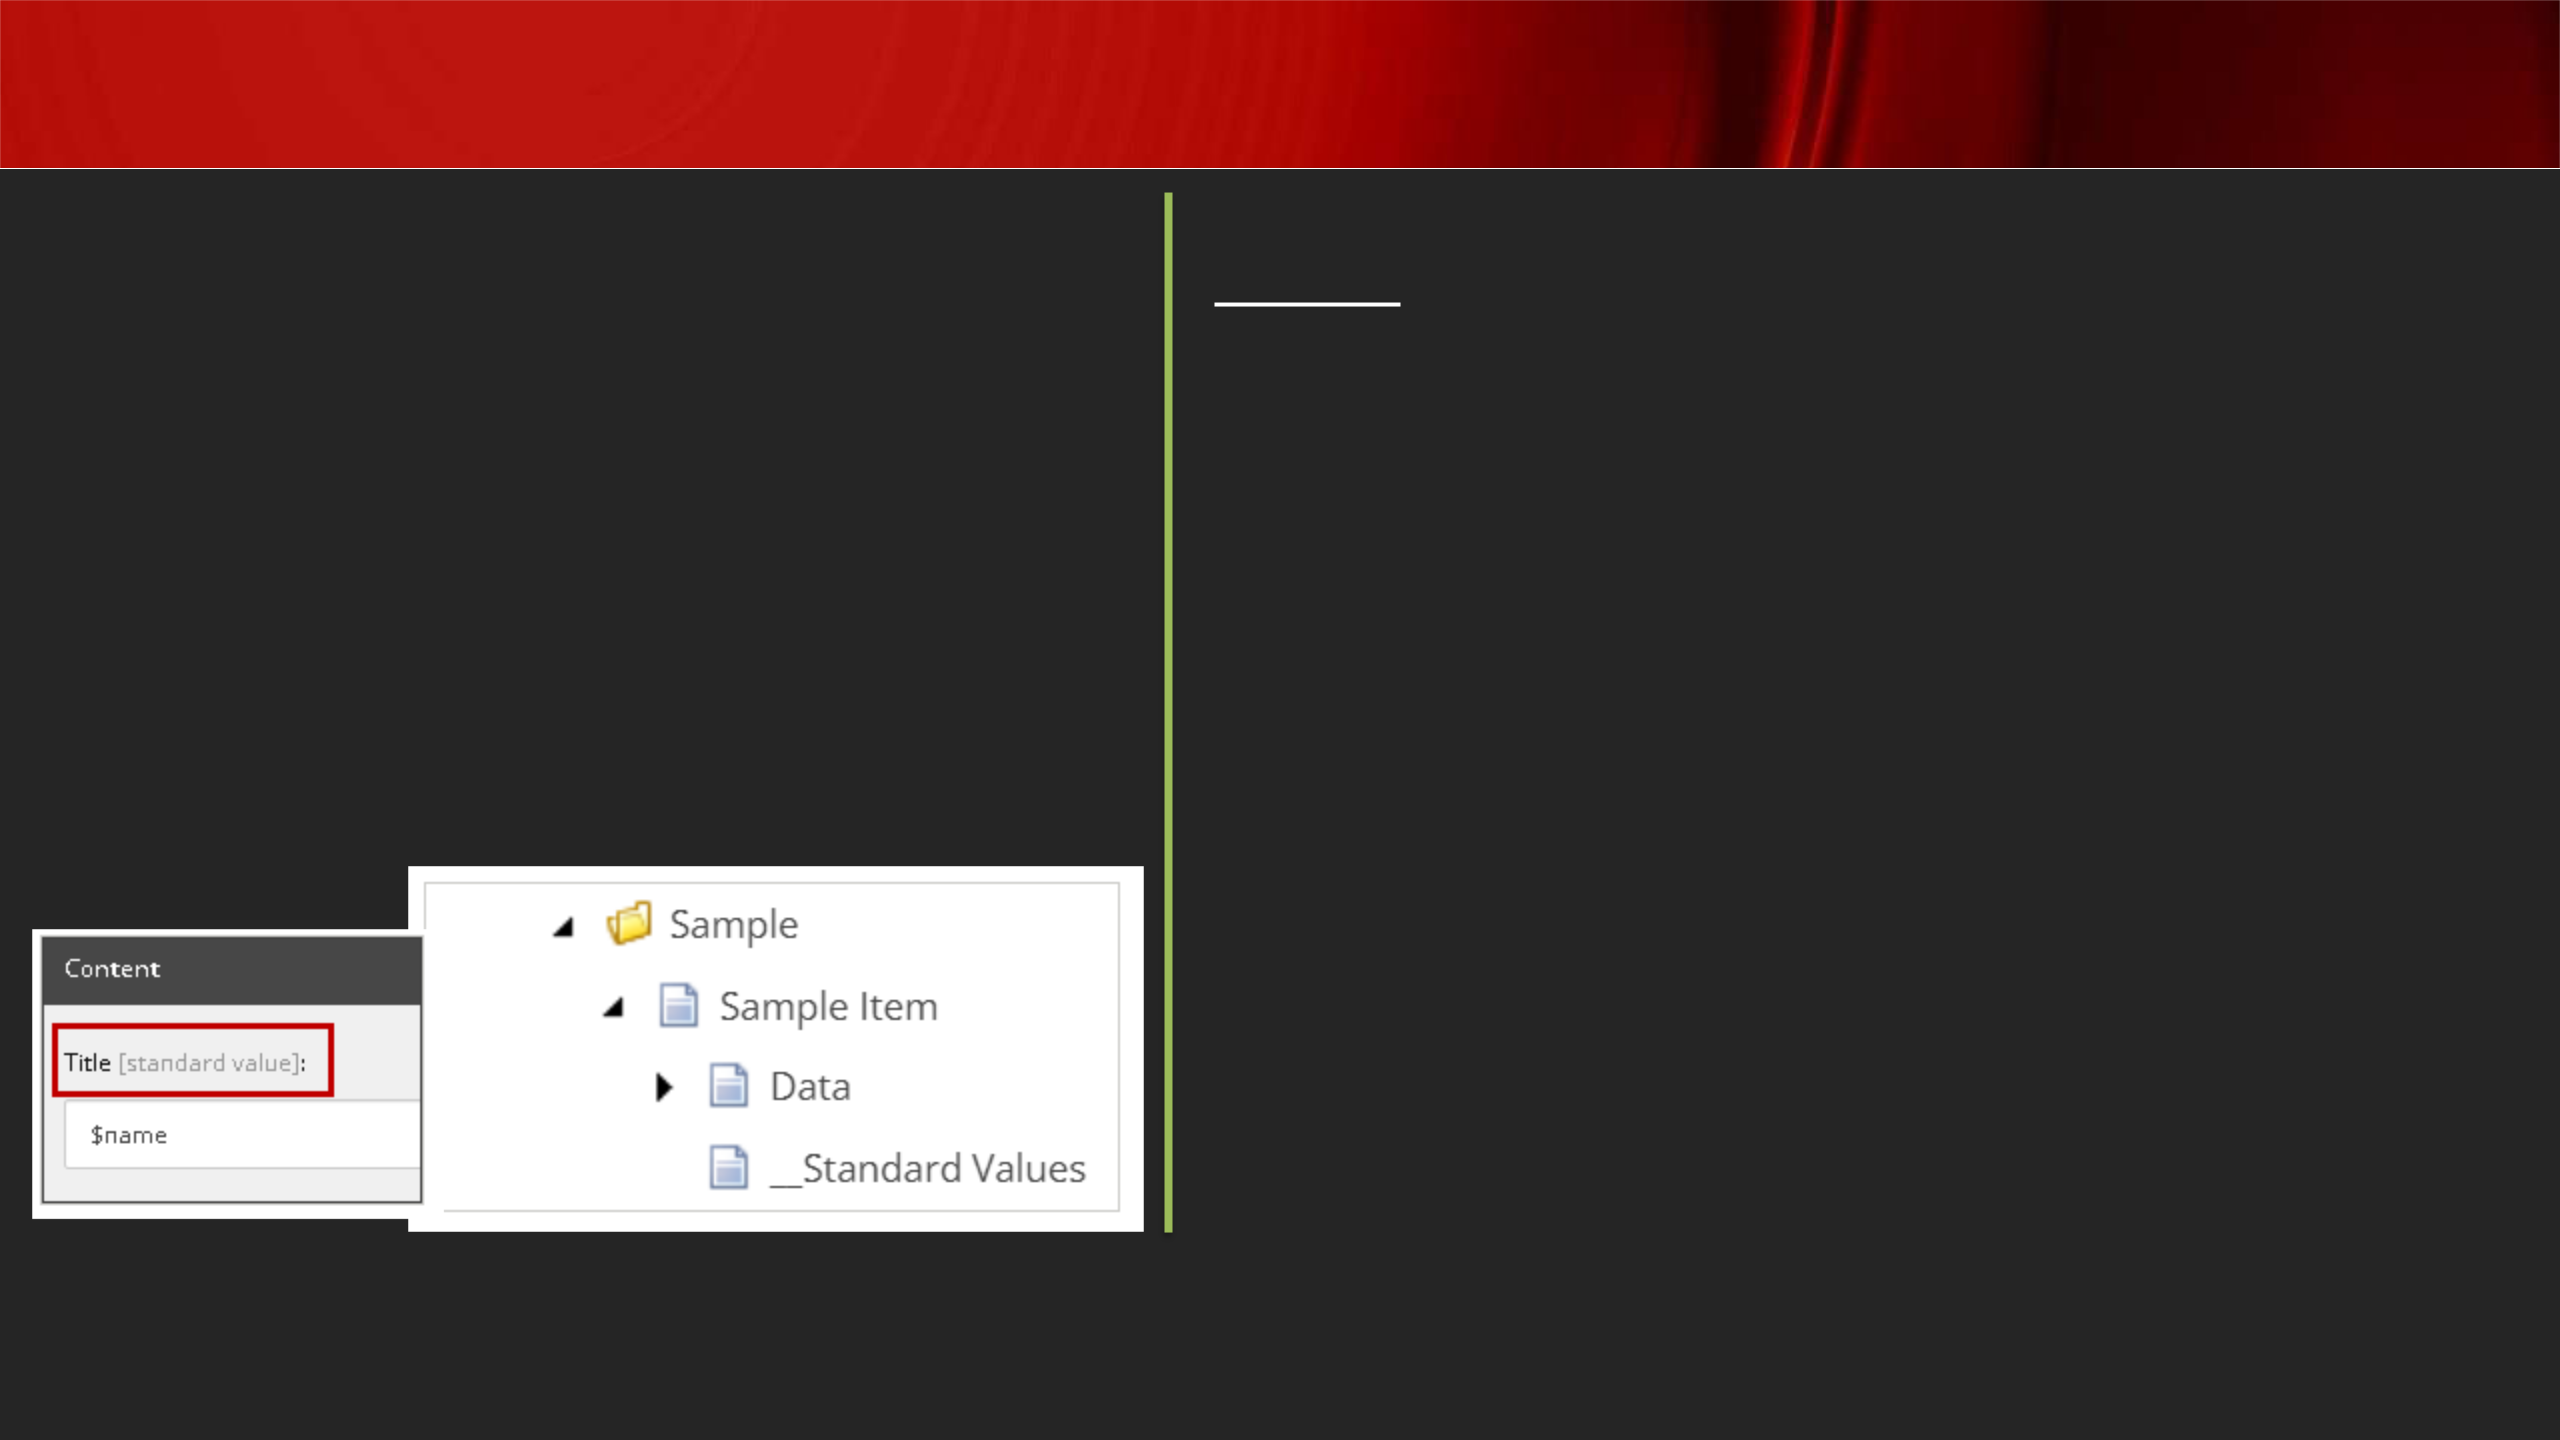 Sample
Sample Item
Data
__Standard Values
Content
Title [standard value]:
$name